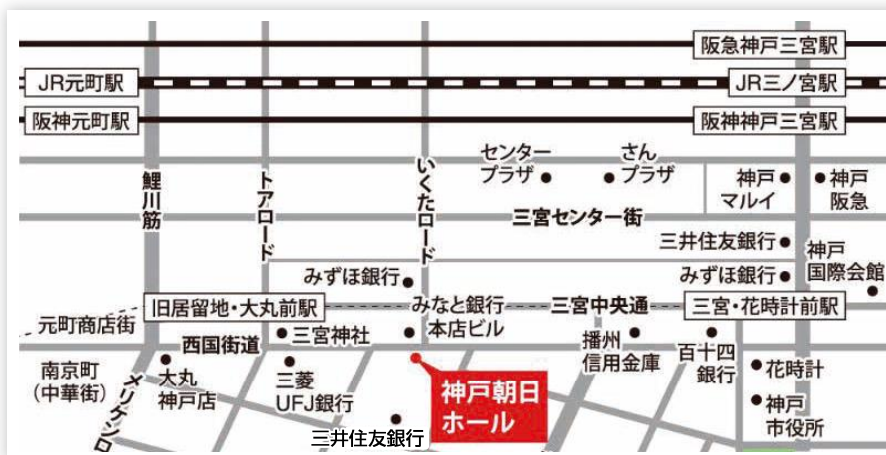 阪急神戸三宮駅
JR元町駅
JR三ノ宮駅
阪神元町駅
阪神神戸三宮駅
鯉川筋
トアロード
いくたロード
センター
プラザ
さん
プラザ
神戸
マルイ
神戸
阪急
三宮センター街
三井住友銀行
神戸
国際会館
みずほ銀行
みずほ銀行
旧居留地・大丸前駅
みなと銀行
本店ビル
三宮中央通
三宮・花時計前駅
元町商店街
西国街道
三宮神社
播州
信用金庫
百十四
銀行
南京町
（中華街）
大丸
神戸店
三菱
UFJ銀行
神戸朝日
ホール
花時計
神戸
市役所
メリケンロ
三井住友銀行